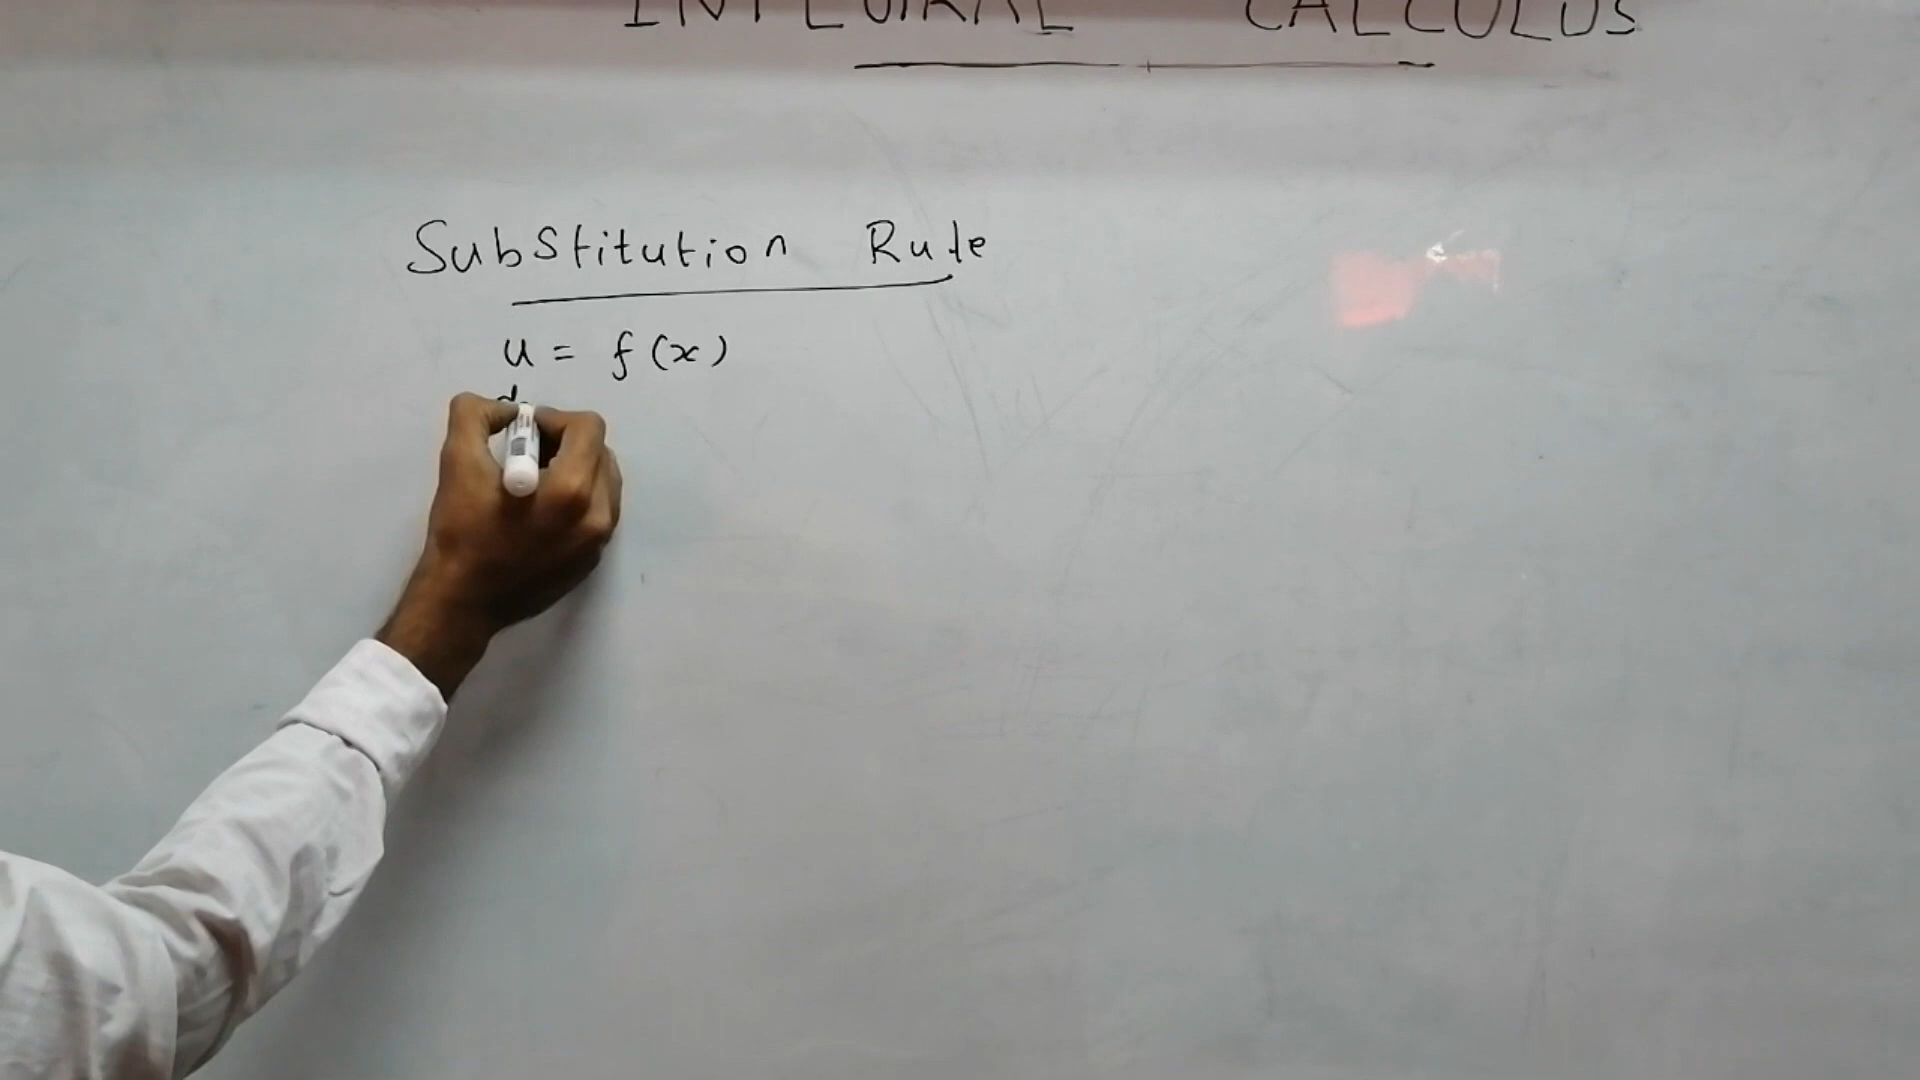 INTEGRAL CALCULUS
Substitution Rule
u = f(x)
d